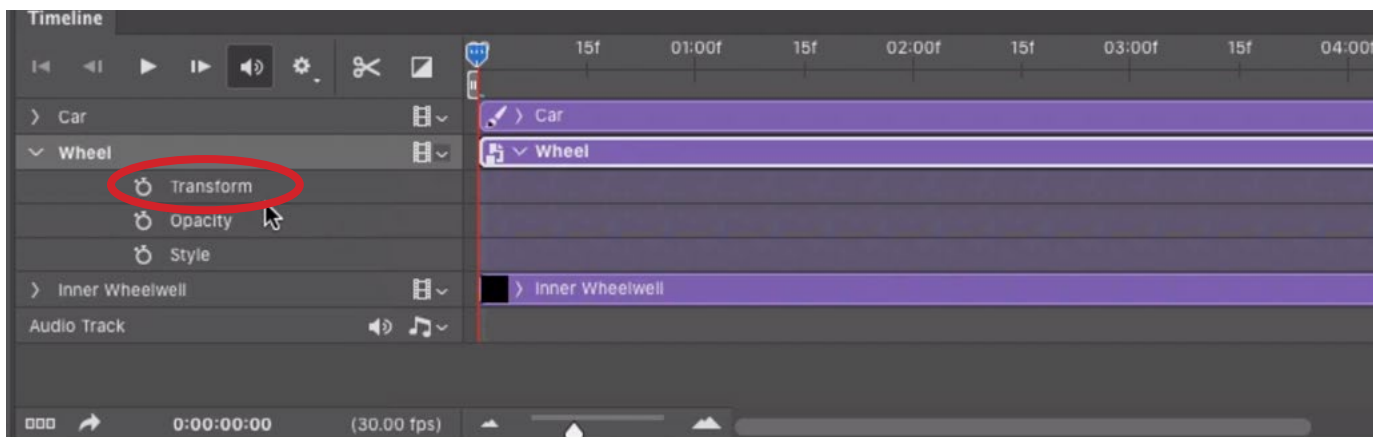 Timeline
15f 01:00f 15f 02:00f 15f 03:00f 15f 04:00f
Car Car
Wheel Wheel
Transform
Opacity
Style
Inner Wheelwell Inner Wheelwell
Audio Track
0:00:00:00 (30.00 fps)